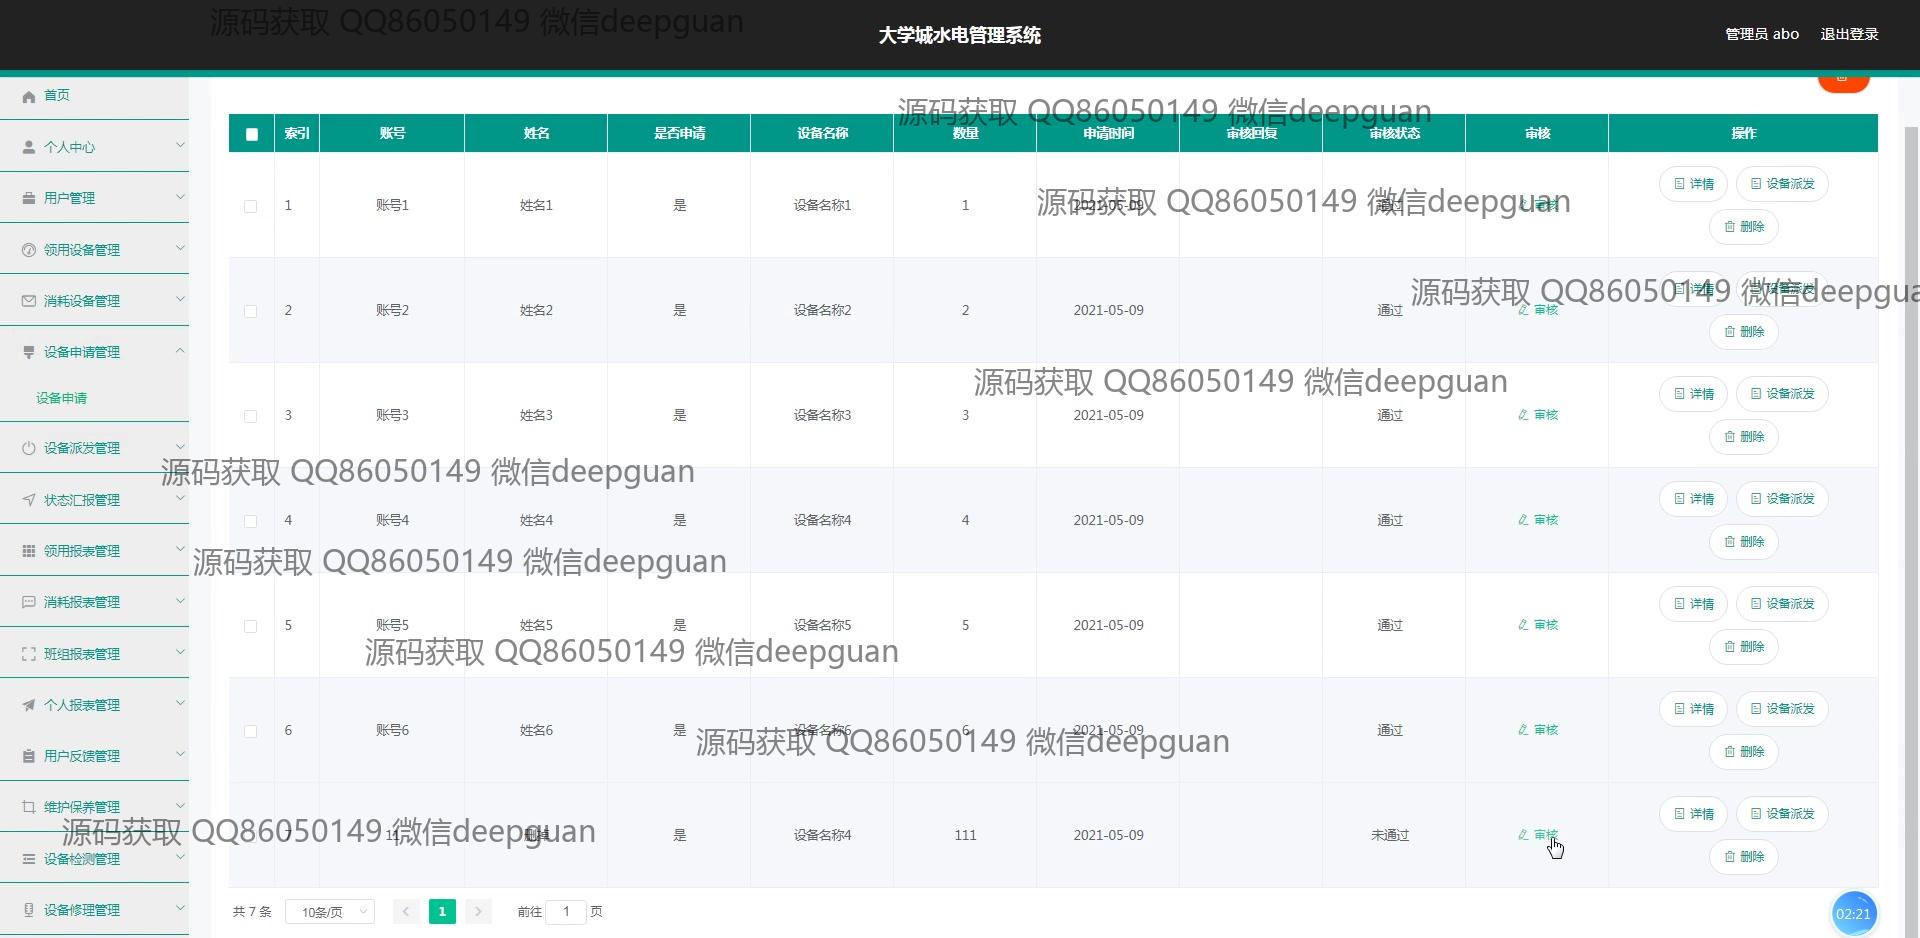 源码获取 QQ86050149 微信deepguan
大学城水电管理系统
管理员 abo 退出登录
首页
个人中心
用户管理
领用设备管理
消耗设备管理
设备申请管理
设备申请
设备派发管理
状态汇报管理
领用报表管理
消耗报表管理
班组报表管理
个人报表管理
用户反馈管理
维护保养管理
设备检测管理
设备修理管理
源码获取 QQ86050149 微信deepguan
索引 账号 姓名 是否申请 设备名称 数量 申请时间 审核回复 审核状态 审核 操作
源码获取 QQ86050149 微信deepguan
1 账号1 姓名1 是 设备名称1 1 2021-05-09 通过 审核 详情 设备派发
删除
源码获取 QQ86050149 微信deepgua
2 账号2 姓名2 是 设备名称2 2 2021-05-09 通过 审核 详情 设备派发
删除
源码获取 QQ86050149 微信deepguan
3 账号3 姓名3 是 设备名称3 3 2021-05-09 通过 审核 详情 设备派发
删除
源码获取 QQ86050149 微信deepguan
4 账号4 姓名4 是 设备名称4 4 2021-05-09 通过 审核 详情 设备派发
删除
源码获取 QQ86050149 微信deepguan
5 账号5 姓名5 是 设备名称5 5 2021-05-09 通过 审核 详情 设备派发
删除
源码获取 QQ86050149 微信deepguan
6 账号6 姓名6 是 设备名称6 6 2021-05-09 通过 审核 详情 设备派发
删除
源码获取 QQ86050149 微信deepguan
7 11 是 设备名称4 111 2021-05-09 未通过 审核 详情 设备派发
删除
源码获取 QQ86050149 微信deepguan
共 7 条 10条/页 1 前往 1 页
02:21